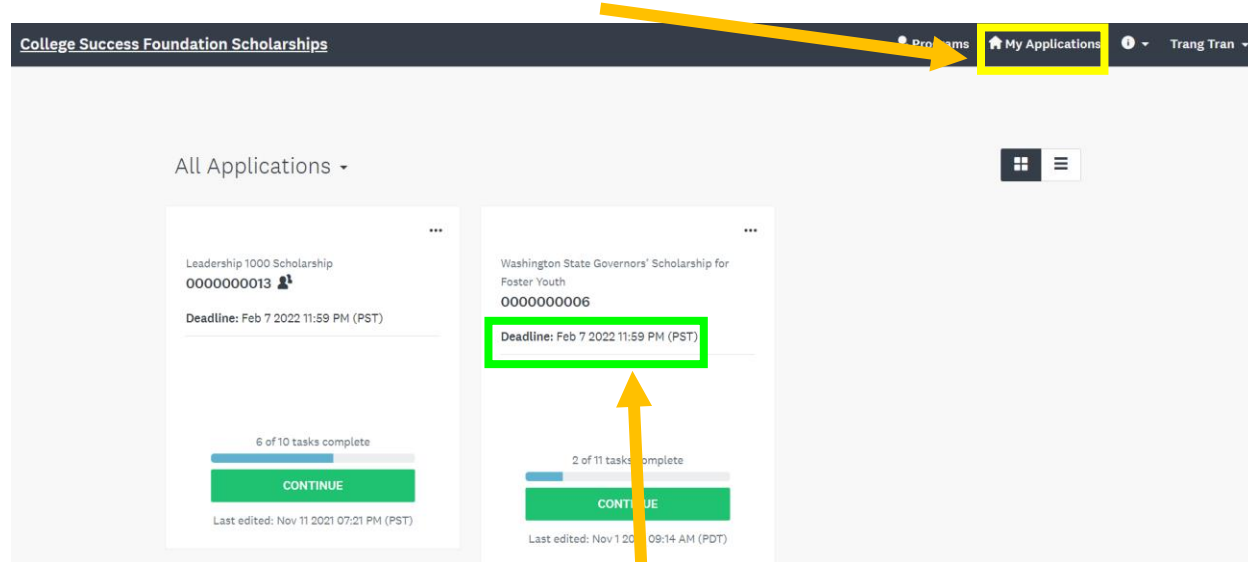 College Success Foundation Scholarships
Programs My Applications Trang Tran
All Applications
Leadership 1000 Scholarship
0000000013
Deadline: Feb 7 2022 11:59 PM (PST)
6 of 10 tasks complete
CONTINUE
Last edited: Nov 11 2021 07:21 PM (PST)
Washington State Governors' Scholarship for
Foster Youth
0000000006
Deadline: Feb 7 2022 11:59 PM (PST)
2 of 11 tasks complete
CONTINUE
Last edited: Nov 1 09:14 AM (PDT)